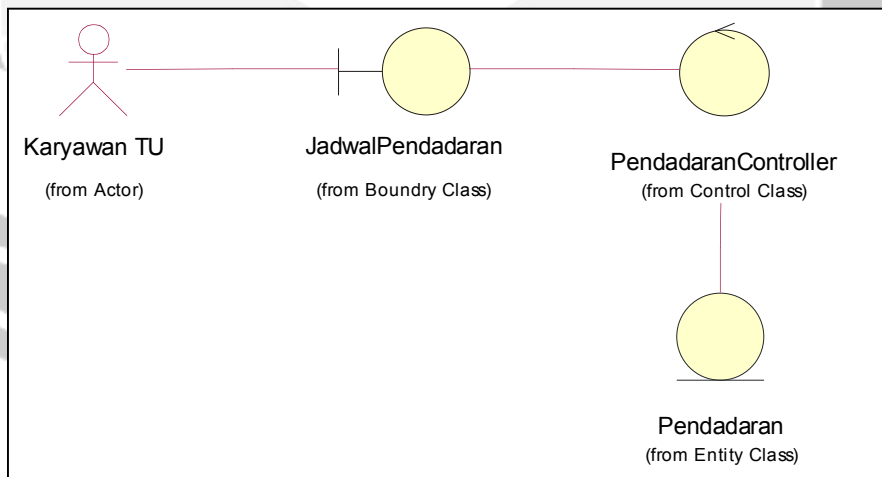 Karyawan TU
(from Actor)
JadwalPendadaran
(from Boundry Class)
PendadaranController
(from Control Class)
Pendadaran
(from Entity Class)